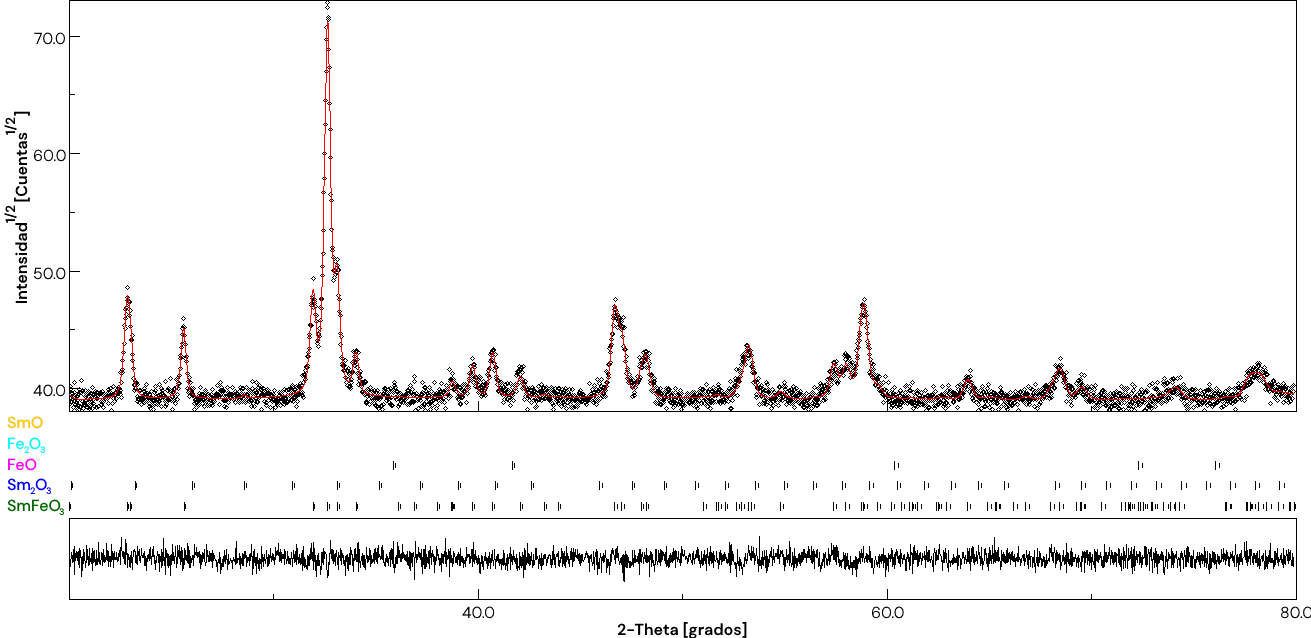 70.0
60.0
50.0
40.0
Intensidad^1/2 [Cuentas^1/2]
SmO
Fe₂O₃
FeO
Sm₂O₃
SmFeO₃
40.0 60.0 80.0
2-Theta [grados]